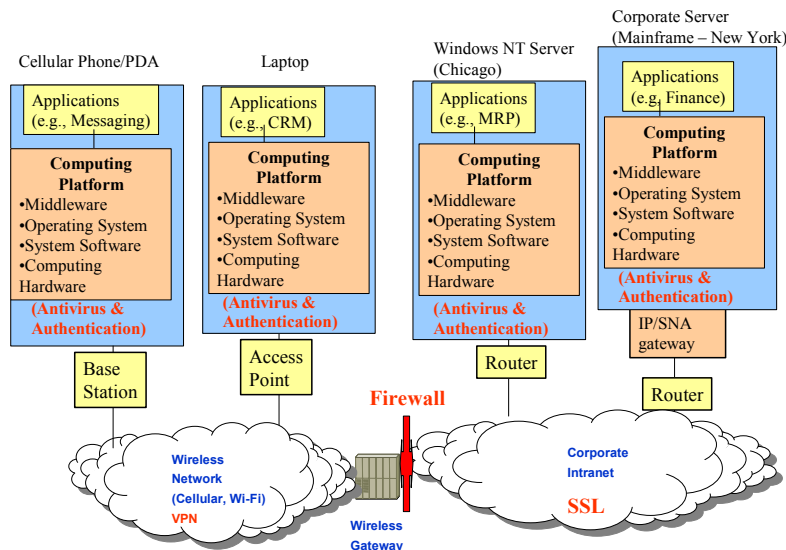 Cellular Phone/PDA
Applications
(e.g., Messaging)
Computing
Platform
•Middleware
•Operating System
•System Software
•Computing
Hardware
(Antivirus &
Authentication)
Base
Station
Laptop
Applications
(e.g., CRM)
Computing
Platform
•Middleware
•Operating System
•System Software
•Computing
Hardware
(Antivirus &
Authentication)
Access
Point
Windows NT Server
(Chicago)
Applications
(e.g., MRP)
Computing
Platform
•Middleware
•Operating System
•System Software
•Computing
Hardware
(Antivirus &
Authentication)
Router
Corporate Server
(Mainframe – New York)
Applications
(e.g, Finance)
Computing
Platform
•Middleware
•Operating System
•System Software
•Computing
Hardware
(Antivirus &
Authentication)
IP/SNA
gateway
Router
Firewall
Wireless
Network
(Cellular, Wi-Fi)
VPN
Wireless
Gateway
Corporate
Intranet
SSL